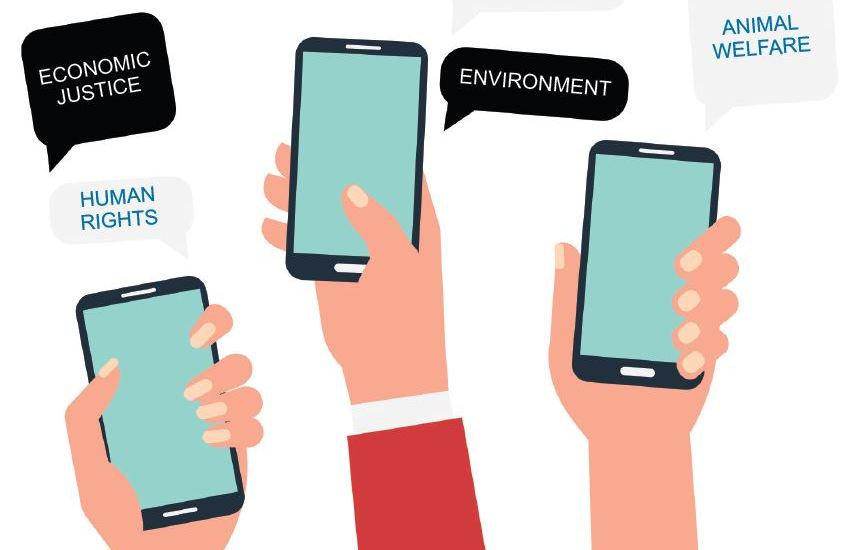 ECONOMIC
JUSTICE
HUMAN
RIGHTS
ENVIRONMENT
ANIMAL
WELFARE